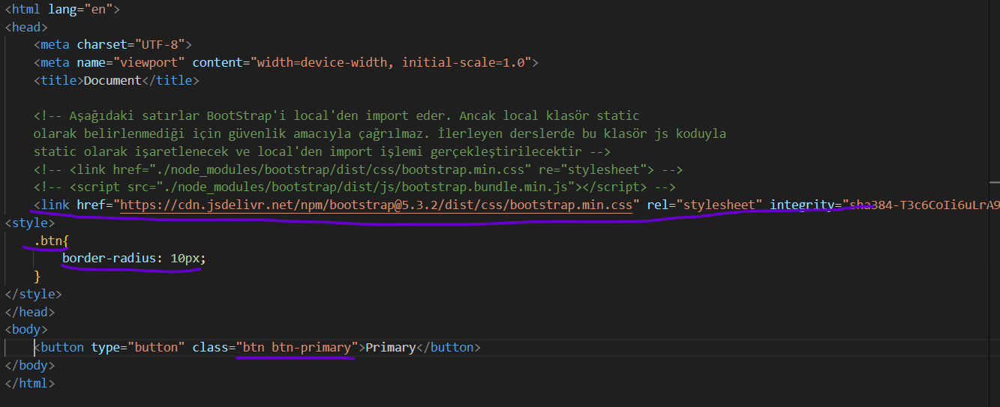 <html lang="en">
<head>
<meta charset="UTF-8">
<meta name="viewport" content="width=device-width, initial-scale=1.0">
<title>Document</title>
<!-- Aşağıdaki satırlar BootStrap'i local'den import eder. Ancak local klasör static
olarak belirlenmediği için güvenlik amacıyla çağrılmaz. İlerleyen derslerde bu klasör js koduyla
static olarak işaretlenecek ve local'den import işlemi gerçekleştirilecektir -->
<!-- <link href="./node_modules/bootstrap/dist/css/bootstrap.min.css" re="stylesheet"> -->
<!-- <script src="./node_modules/bootstrap/dist/js/bootstrap.bundle.min.js"></script> -->
<link href="https://cdn.jsdelivr.net/npm/bootstrap@5.3.2/dist/css/bootstrap.min.css" rel="stylesheet" integrity="sha384-T3c6CoIi6uLrA9
<style>
.btn{
border-radius: 10px;
}
</style>
</head>
<body>
<button type="button" class="btn btn-primary">Primary</button>
</body>
</html>